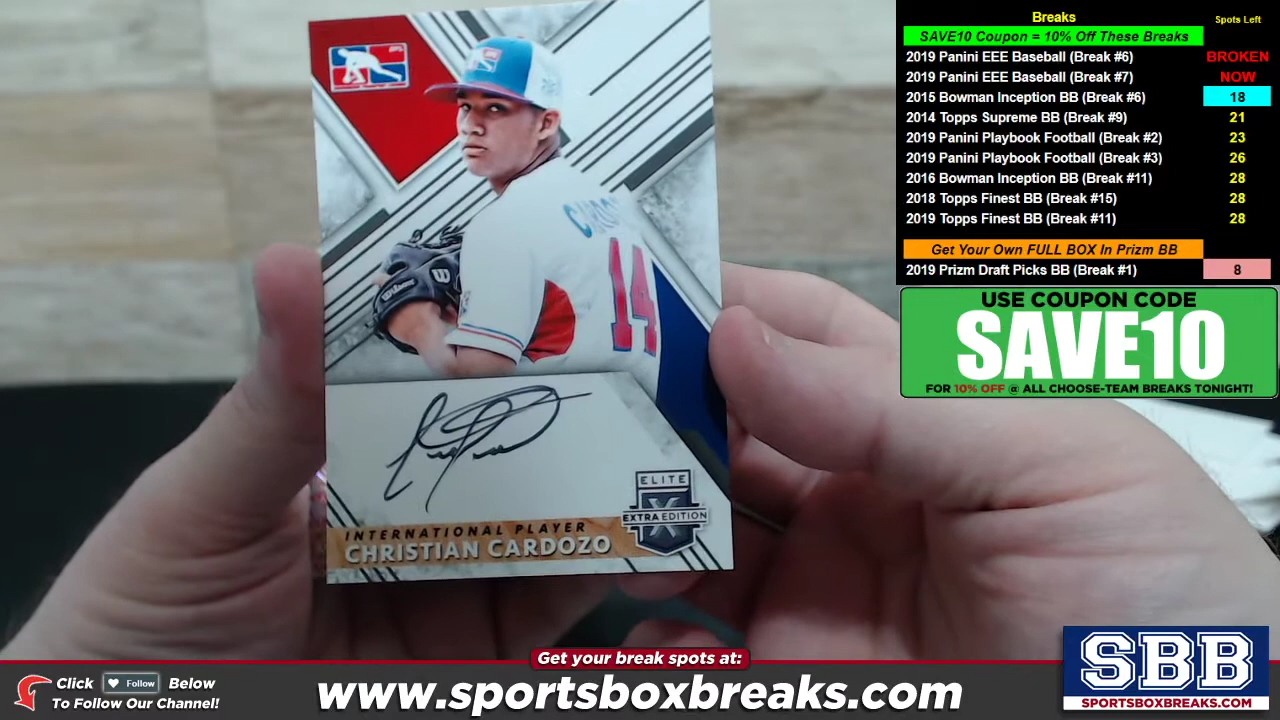 CARDO
14
W
Wilson
ELITE
X
EXTRA EDITION
INTERNATIONAL PLAYER
CHRISTIAN CARDOZO
Breaks Spots Left
SAVE10 Coupon = 10% Off These Breaks
2019 Panini EEE Baseball (Break #6) BROKEN
2019 Panini EEE Baseball (Break #7) NOW
2015 Bowman Inception BB (Break #6) 18
2014 Topps Supreme BB (Break #9) 21
2019 Panini Playbook Football (Break #2) 23
2019 Panini Playbook Football (Break #3) 26
2016 Bowman Inception BB (Break #11) 28
2018 Topps Finest BB (Break #15) 28
2019 Topps Finest BB (Break #11) 28
Get Your Own FULL BOX In Prizm BB
2019 Prizm Draft Picks BB (Break #1) 8
USE COUPON CODE
SAVE10
FOR 10% OFF @ ALL CHOOSE-TEAM BREAKS TONIGHT!
Get your break spots at:
Click Follow Below
To Follow Our Channel!
www.sportsboxbreaks.com
SBB
SPORTSBOXBREAKS.COM